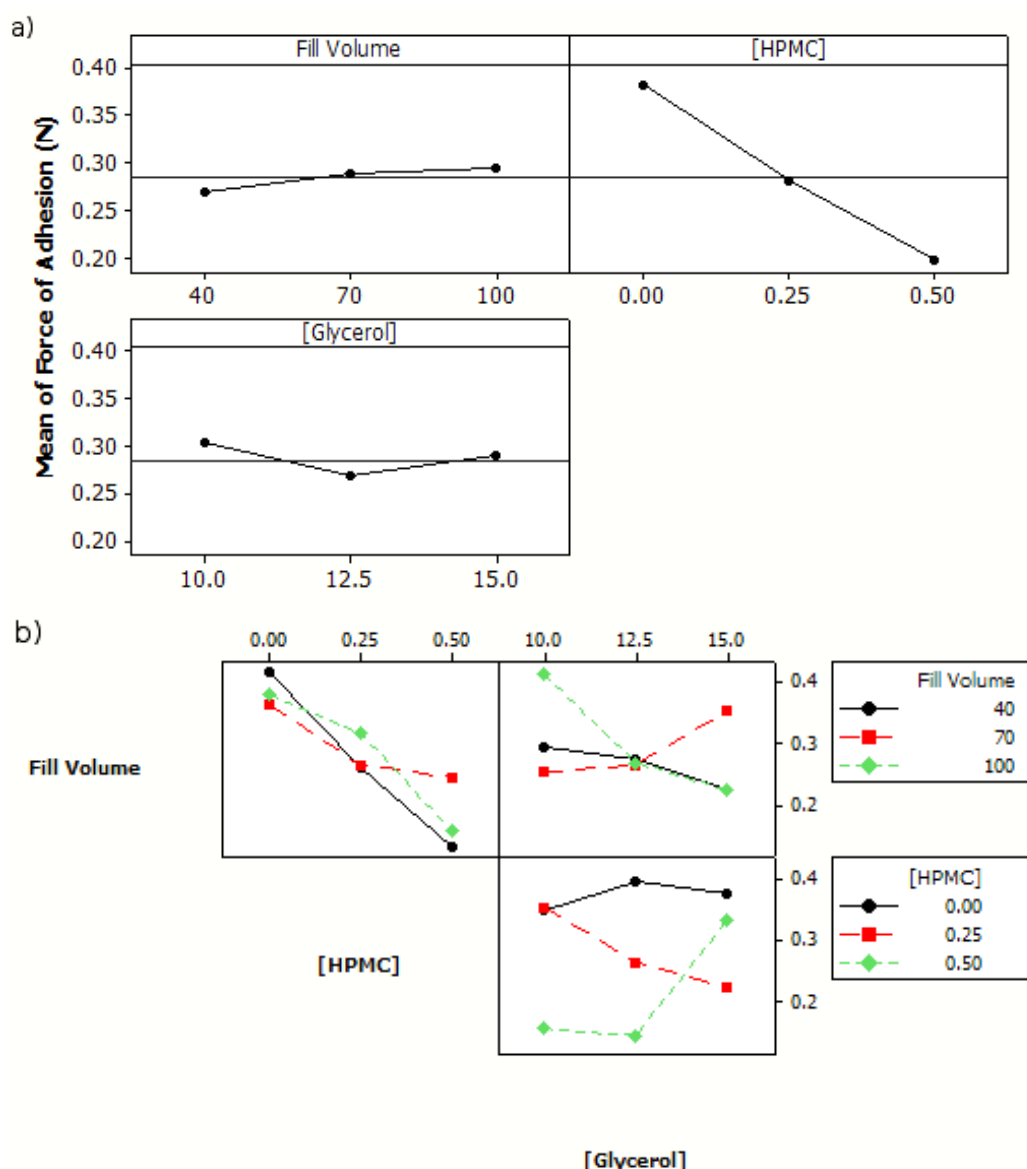 a)
Fill Volume [HPMC]
0.40
0.35
0.30
0.25
0.20
40 70 100 0.00 0.25 0.50
[Glycerol]
0.40
0.35
0.30
0.25
0.20
10.0 12.5 15.0
Mean of Force of Adhesion (N)
b)
0.00 0.25 0.50 10.0 12.5 15.0
Fill Volume
0.4
0.3
0.2
Fill Volume
40
70
100
[HPMC]
0.4
0.3
0.2
[HPMC]
0.00
0.25
0.50
[Glycerol]